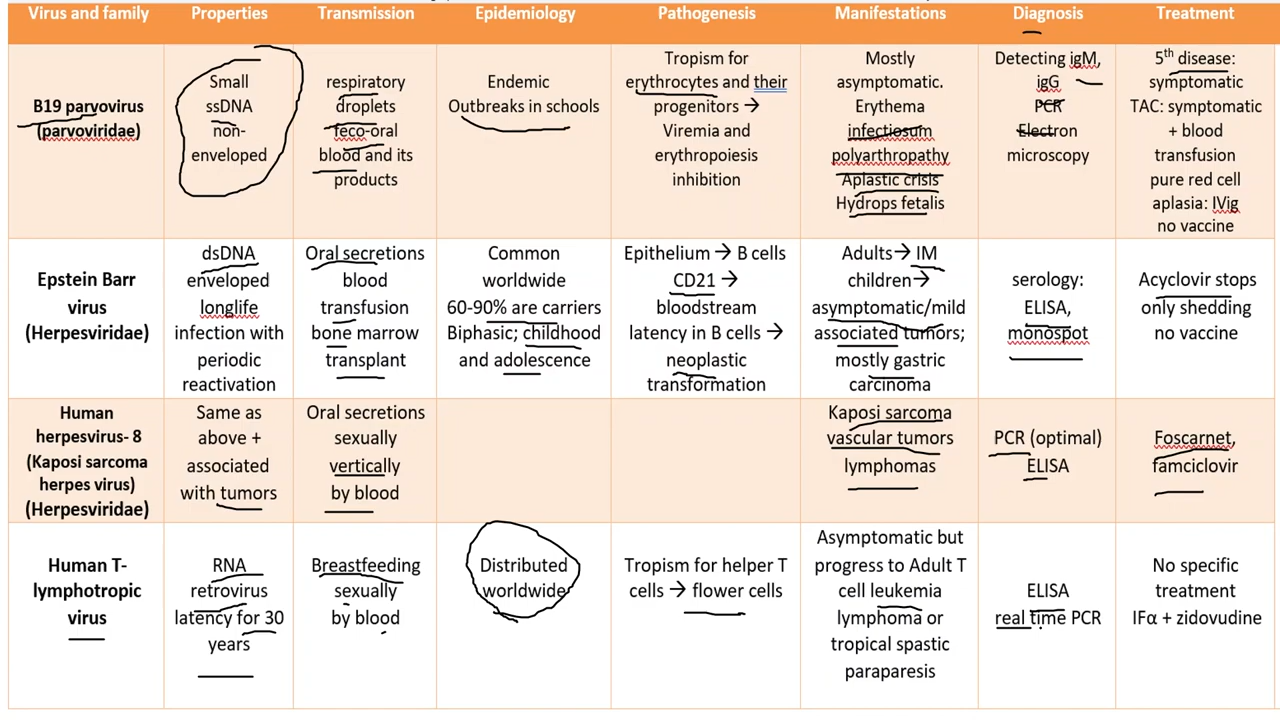 Virus and family
Properties
Transmission
Epidemiology
Pathogenesis
Manifestations
Diagnosis
Treatment
B19 parvovirus
(parvoviridae)
Small
ssDNA
non-
enveloped
respiratory
droplets
feco-oral
blood and its
products
Endemic
Outbreaks in schools
Tropism for
erythrocytes and their
progenitors →
Viremia and
erythropoiesis
inhibition
Mostly
asymptomatic.
Erythema
infectiosum
polyarthropathy
Aplastic crisis
Hydrops fetalis
Detecting igM,
igG
PCR
Electron
microscopy
5th disease:
symptomatic
TAC: symptomatic
+ blood
transfusion
pure red cell
aplasia: IVig
no vaccine
Epstein Barr
virus
(Herpesviridae)
dsDNA
enveloped
longlife
infection with
periodic
reactivation
Oral secretions
blood
transfusion
bone marrow
transplant
Common
worldwide
60-90% are carriers
Biphasic; childhood
and adolescence
Epithelium → B cells
CD21 →
bloodstream
latency in B cells →
neoplastic
transformation
Adults→ IM
children→
asymptomatic/mild
associated tumors;
mostly gastric
carcinoma
serology:
ELISA,
monospot
Acyclovir stops
only shedding
no vaccine
Human
herpesvirus- 8
(Kaposi sarcoma
herpes virus)
(Herpesviridae)
Same as
above +
associated
with tumors
Oral secretions
sexually
vertically
by blood
Kaposi sarcoma
vascular tumors
lymphomas
PCR (optimal)
ELISA
Foscarnet,
famciclovir
Human T-
lymphotropic
virus
RNA
retrovirus
latency for 30
years
Breastfeeding
sexually
by blood
Distributed
worldwide
Tropism for helper T
cells → flower cells
Asymptomatic but
progress to Adult T
cell leukemia
lymphoma or
tropical spastic
paraparesis
ELISA
real time PCR
No specific
treatment
IFα + zidovudine